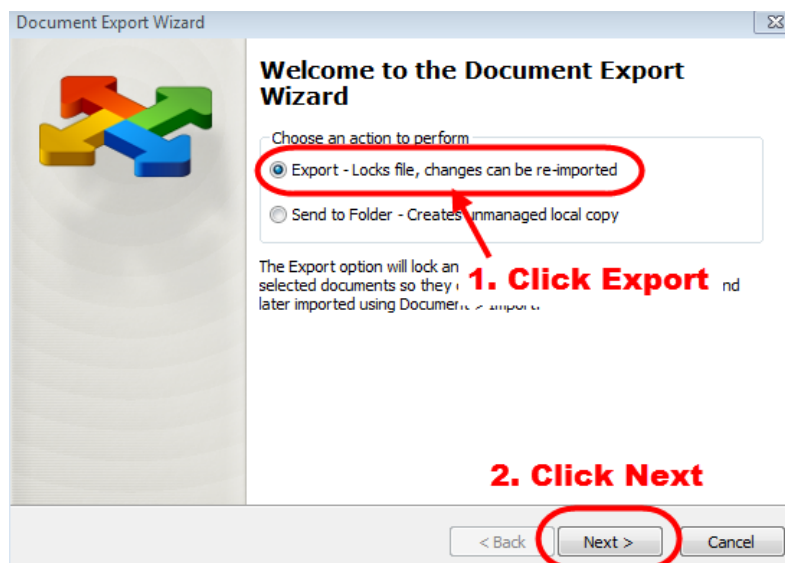 Document Export Wizard
Welcome to the Document Export
Wizard
Choose an action to perform
Export - Locks file, changes can be re-imported
Send to Folder - Creates unmanaged local copy
The Export option will lock an
selected documents so they nd
later imported using Document > Import.
1. Click Export
2. Click Next
< Back
Next >
Cancel